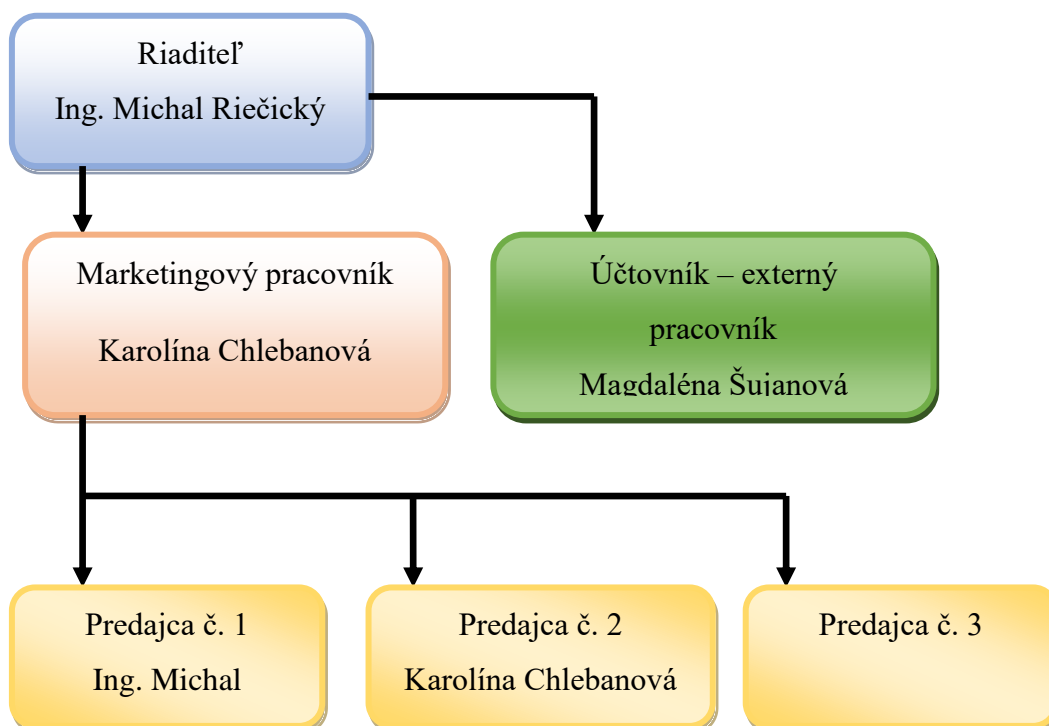 Riaditeľ
Ing. Michal Riečický
Marketingový pracovník
Karolína Chlebanová
Účtovník – externý
pracovník
Magdaléna Šujanová
Predajca č. 1
Ing. Michal
Predajca č. 2
Karolína Chlebanová
Predajca č. 3